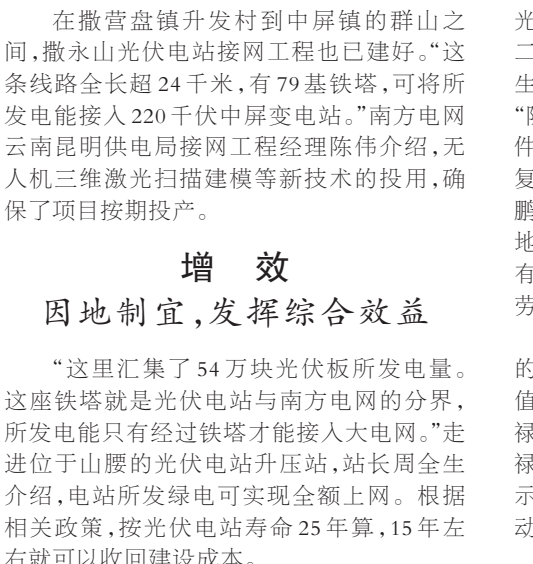 在撒营盘镇升发村到中屏镇的群山之
间，撒永山光伏电站接网工程也已建好。“这
条线路全长超24千米，有79基铁塔，可将所
发电能接入220千伏中屏变电站。”南方电网
云南昆明供电局接网工程经理陈伟介绍，无
人机三维激光扫描建模等新技术的投用，确
保了项目按期投产。
增 效
因地制宜，发挥综合效益
“这里汇集了54万块光伏板所发电量。
这座铁塔就是光伏电站与南方电网的分界，
所发电能只有经过铁塔才能接入大电网。”走
进位于山腰的光伏电站升压站，站长周全生
介绍，电站所发绿电可实现全额上网。根据
相关政策，按光伏电站寿命25年算，15年左
右就可以收回建设成本。
光
二
生
“
件
复
鹏
地
有
劳
的
值
禄
禄
示
动